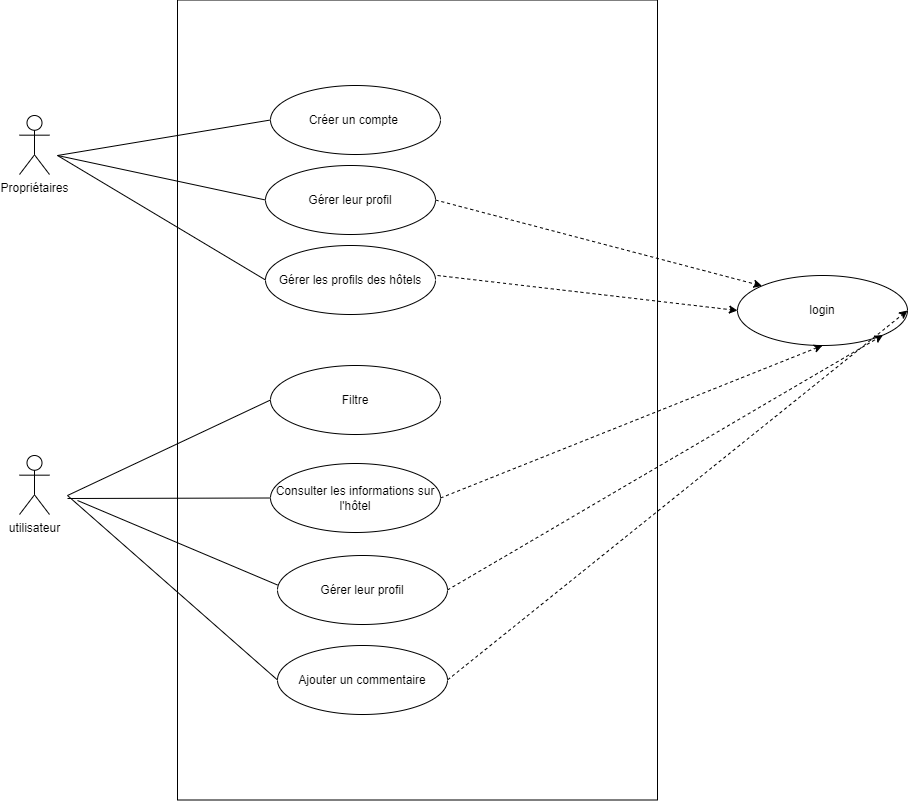 Créer un compte
Propriétaires
Gérer leur profil
Gérer les profils des hôtels
login
Filtre
Consulter les informations sur
l'hôtel
utilisateur
Gérer leur profil
Ajouter un commentaire